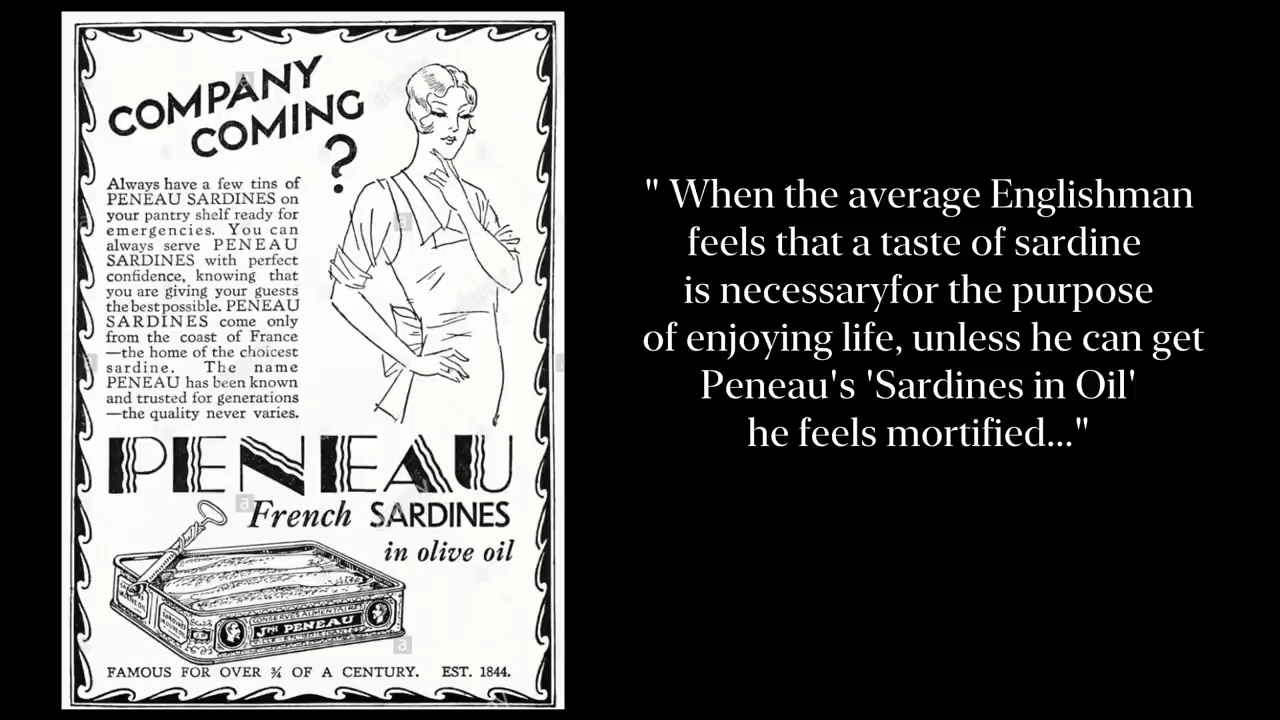 COMPANY
COMING
?
Always have a few tins of
PENEAU SARDINES on
your pantry shelf ready for
emergencies. You can
always serve PENEAU
SARDINES with perfect
confidence, knowing that
you are giving your guests
the best possible. PENEAU
SARDINES come only
from the coast of France
—the home of the choicest
sardine. The name
PENEAU has been known
and trusted for generations
—the quality never varies.
PENEAU
French SARDINES
in olive oil
CONSERVES ALIMENTAIRES
JPH PENEAU
FAMOUS FOR OVER ¾ OF A CENTURY. EST. 1844.
" When the average Englishman
feels that a taste of sardine
is necessaryfor the purpose
of enjoying life, unless he can get
Peneau's 'Sardines in Oil'
he feels mortified..."